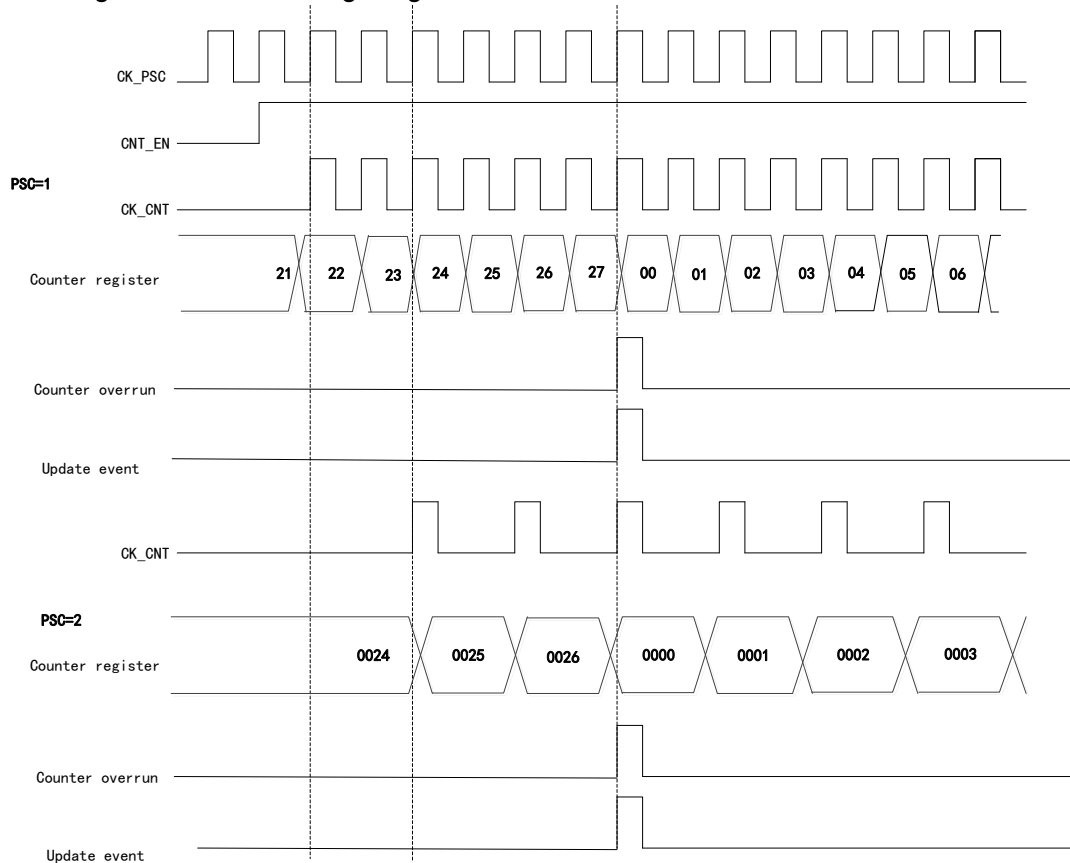 CK_PSC
CNT_EN
PSC=1
CK_CNT
Counter register
21 22 23 24 25 26 27 00 01 02 03 04 05 06
Counter overrun
Update event
CK_CNT
PSC=2
Counter register
0024 0025 0026 0000 0001 0002 0003
Counter overrun
Update event